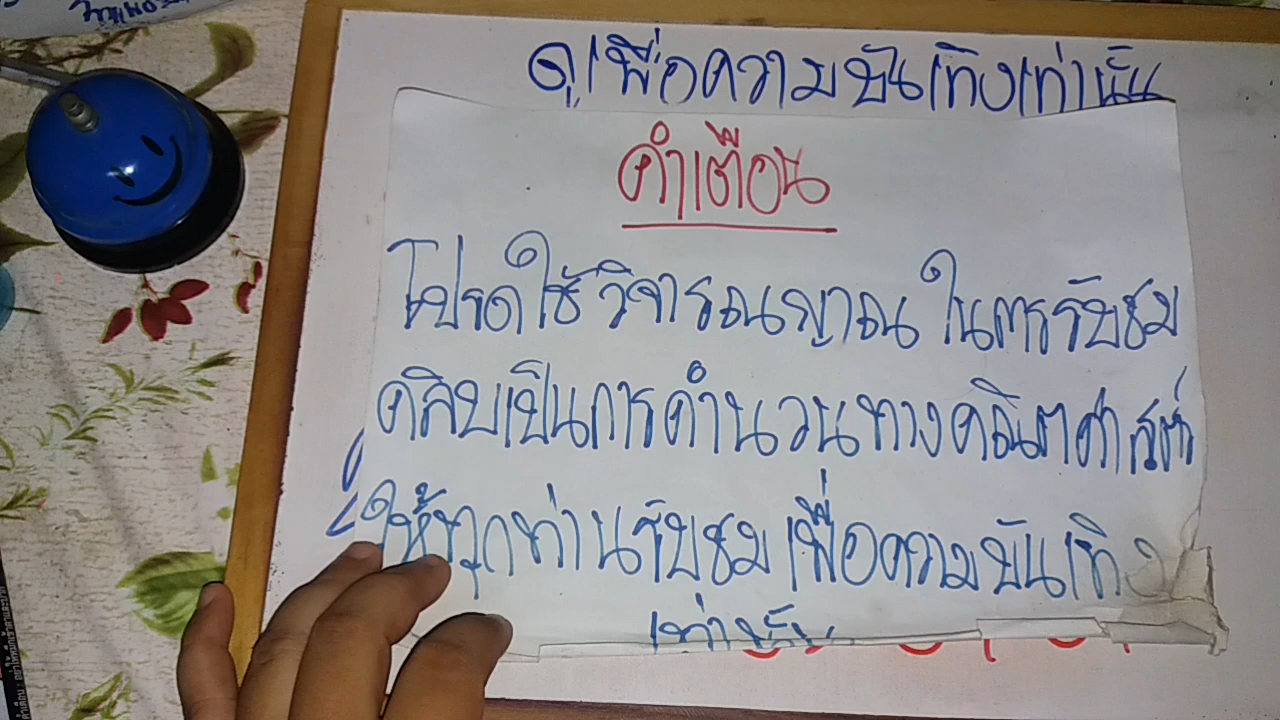 ดูเพื่อความบันเทิงเท่านั้น
คำเตือน
โปรดใช้วิจารณญาณในการรับชม
คลิบเป็นการคำนวนทางคณิตศาสตร์
ให้ทุกท่านรับชมเพื่อความบันเทิง
เท่านั้น